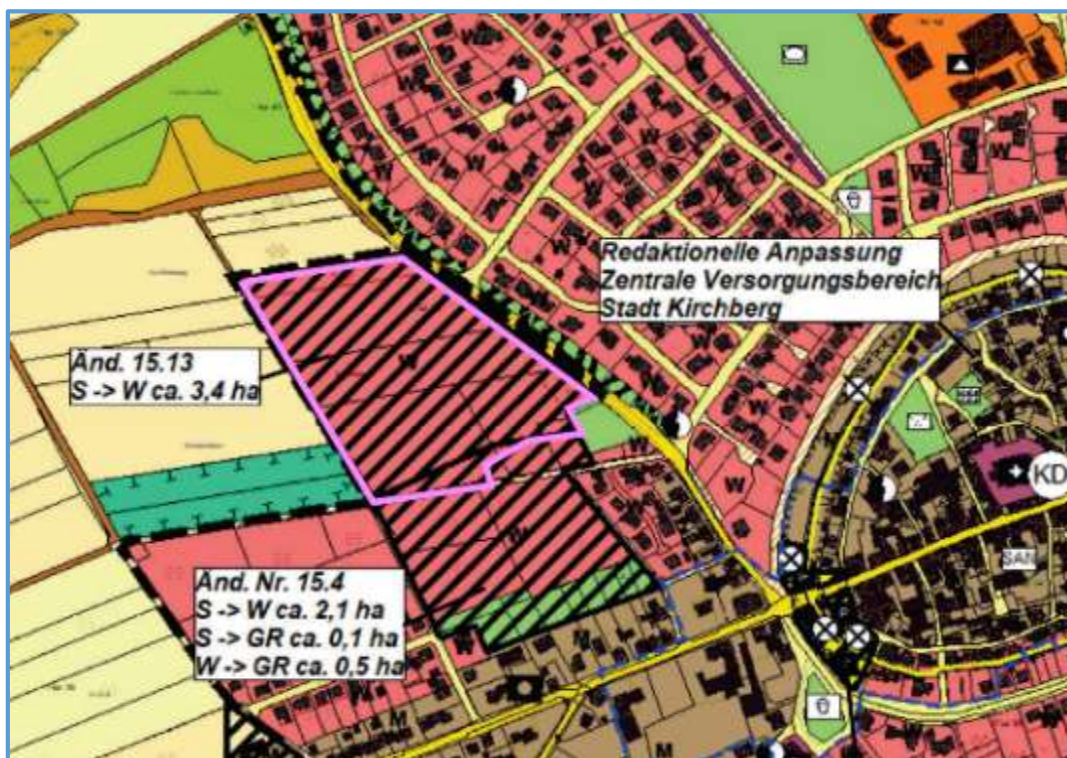 Redaktionelle Anpassung
Zentrale Versorgungsbereich
Stadt Kirchberg
Änd. 15.13
S -> W ca. 3,4 ha
Änd. Nr. 15.4
S -> W ca. 2,1 ha
S -> GR ca. 0,1 ha
W -> GR ca. 0,5 ha
KD
SAN
W
W
W
W
W
W
W
W
W
M
M
M